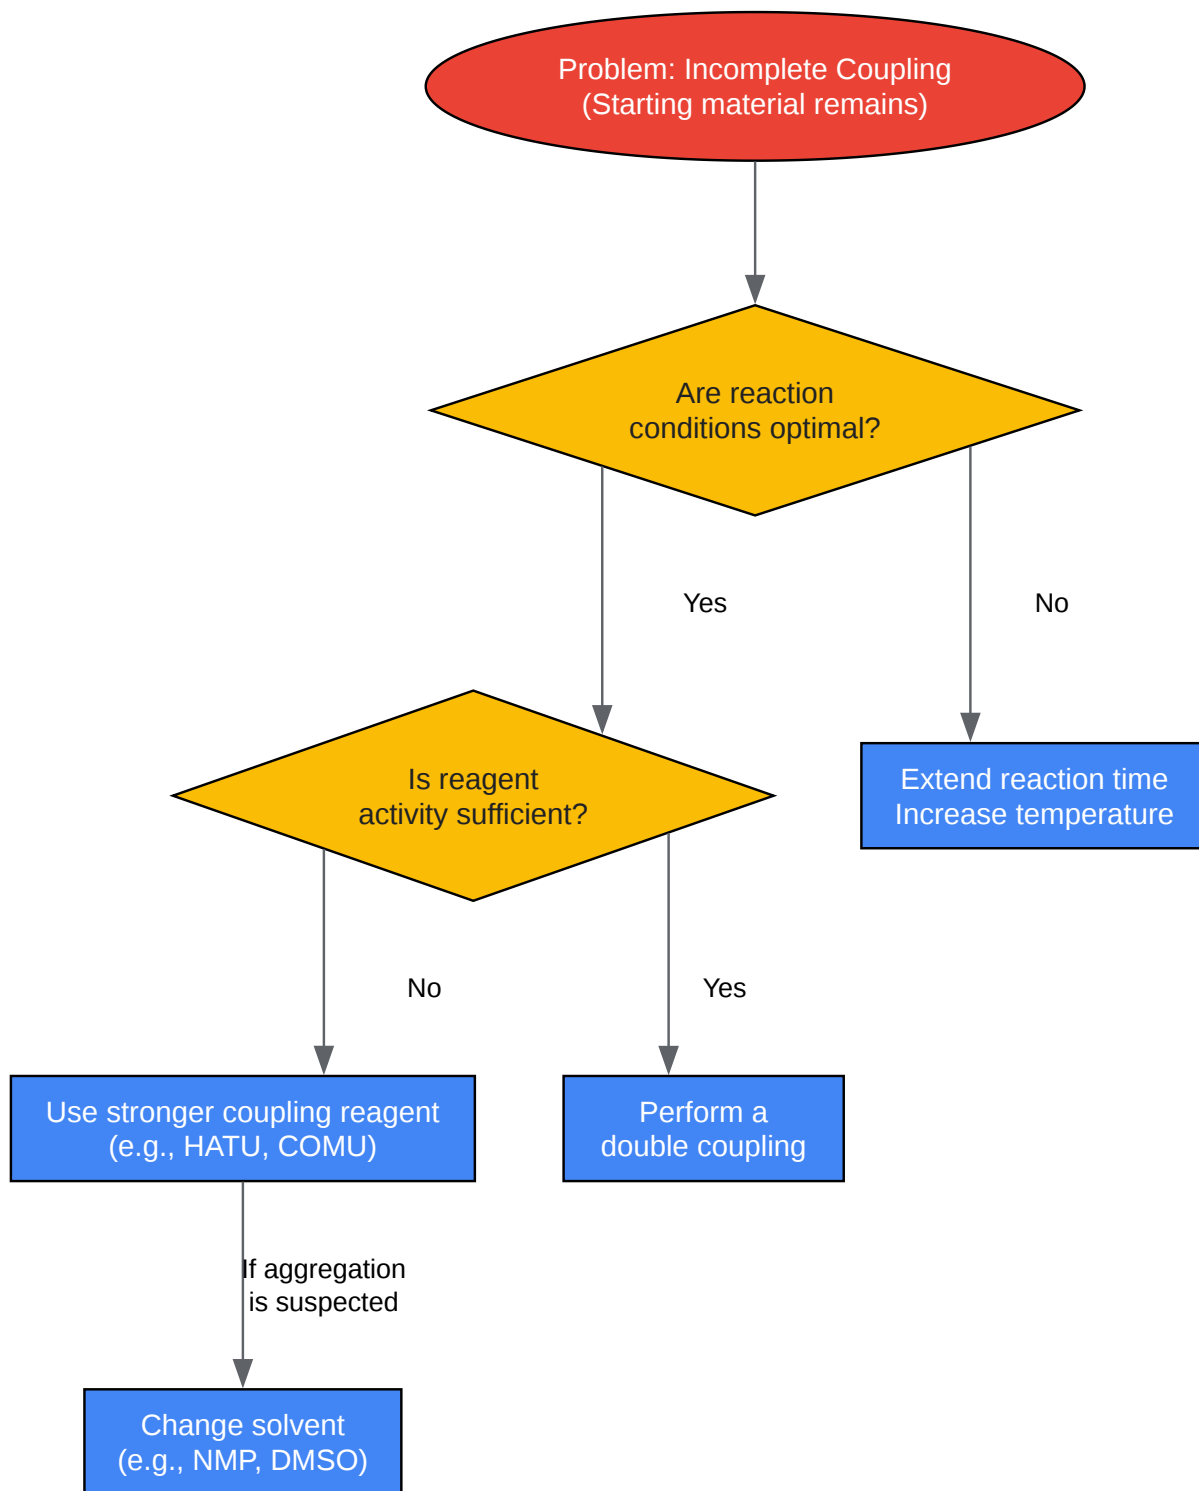 Problem: Incomplete Coupling
(Starting material remains)
Are reaction
conditions optimal?
Yes
No
Is reagent
activity sufficient?
Extend reaction time
Increase temperature
No
Yes
Use stronger coupling reagent
(e.g., HATU, COMU)
Perform a
double coupling
If aggregation
is suspected
Change solvent
(e.g., NMP, DMSO)